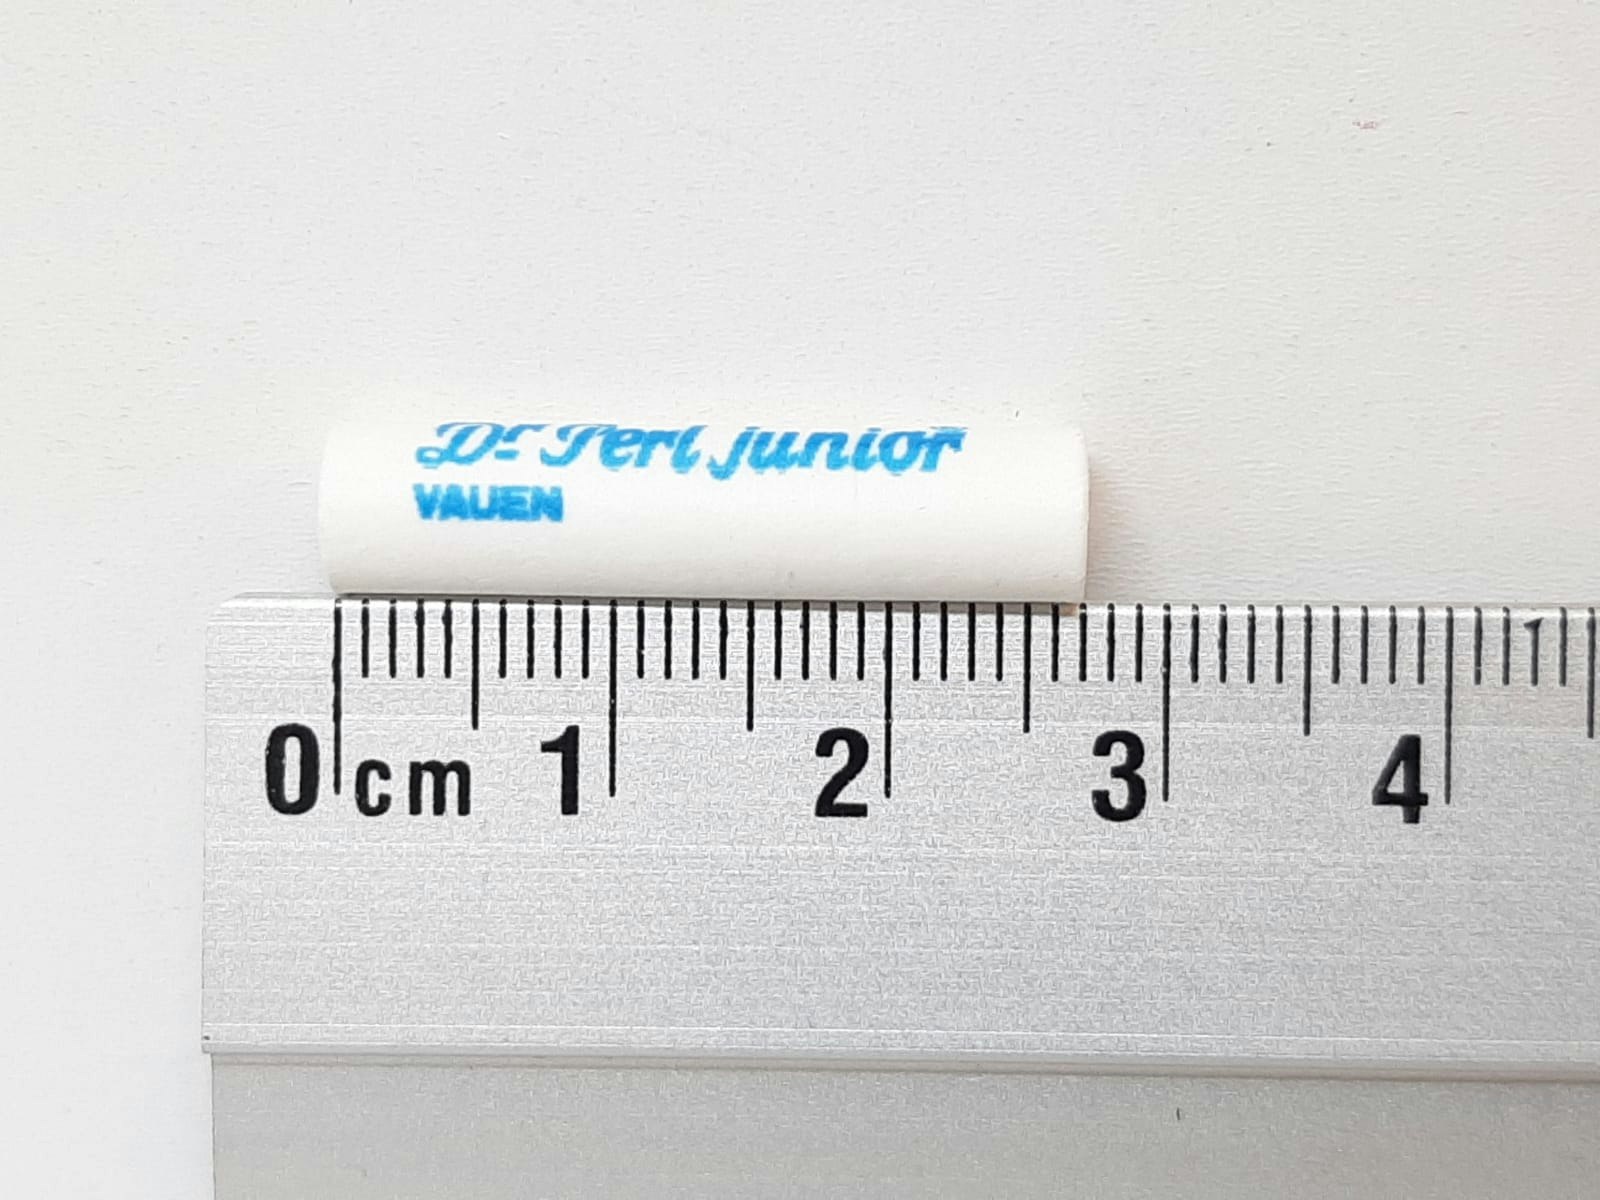 Dr Perl junior
VAUEN
0 cm 1 2 3 4